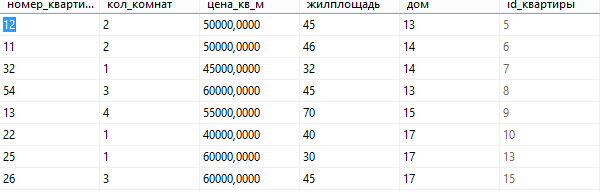 номер_кварти... кол_комнат цена_кв_м жилплощадь дом id_квартиры
12 2 50000,0000 45 13 5
11 2 50000,0000 46 14 6
32 1 45000,0000 32 14 7
54 3 60000,0000 45 13 8
13 4 55000,0000 70 15 9
22 1 40000,0000 40 17 10
25 1 60000,0000 30 17 13
26 3 60000,0000 45 17 15